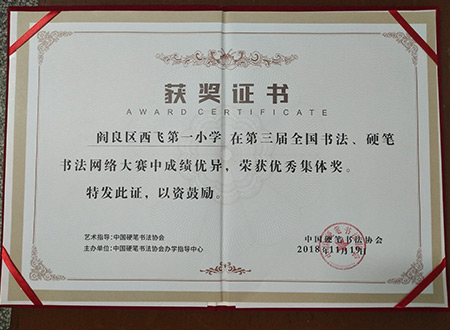 获奖证书
AWARD CERTIFICATE
阎良区西飞第一小学 在第三届全国书法、硬笔
书法网络大赛中成绩优异，荣获优秀集体奖。
特发此证，以资鼓励。
艺术指导：中国硬笔书法协会
主办单位：中国硬笔书法协会办学指导中心
中国硬笔书法协会
2018年11月19日